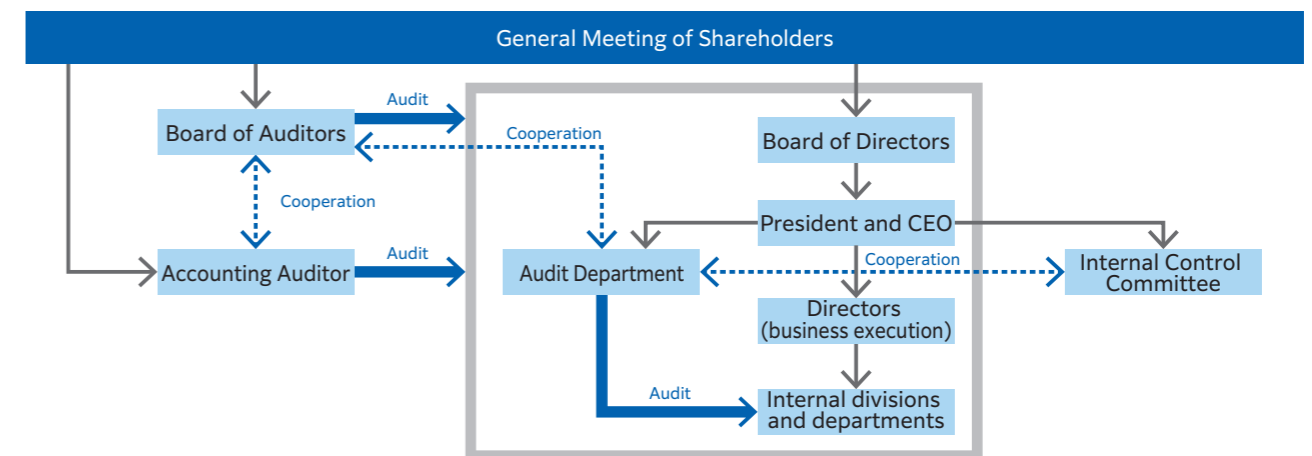 General Meeting of Shareholders
Audit
Board of Auditors
Cooperation
Board of Directors
Cooperation
President and CEO
Audit
Accounting Auditor
Audit Department
Cooperation
Internal Control
Committee
Directors
(business execution)
Audit
Internal divisions
and departments